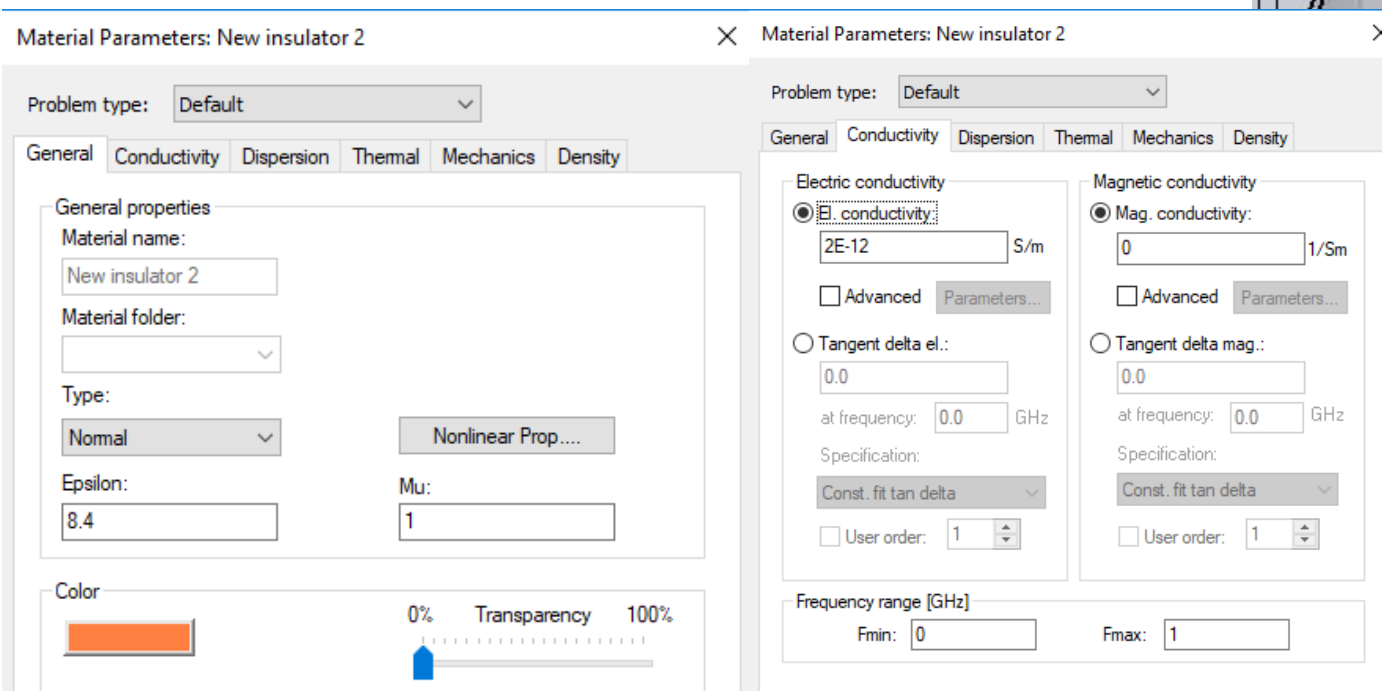 Material Parameters: New insulator 2
Problem type: Default
General Conductivity Dispersion Thermal Mechanics Density
General properties
Material name:
New insulator 2
Material folder:
Type:
Normal Nonlinear Prop....
Epsilon: Mu:
8.4 1
Color
0% Transparency 100%
Material Parameters: New insulator 2
Problem type: Default
General Conductivity Dispersion Thermal Mechanics Density
Electric conductivity
El. conductivity:
2E-12 S/m
Advanced Parameters...
Tangent delta el.:
0.0
at frequency: 0.0 GHz
Specification:
Const. fit tan delta
User order: 1
Magnetic conductivity
Mag. conductivity:
0 1/Sm
Advanced Parameters...
Tangent delta mag.:
0.0
at frequency: 0.0 GHz
Specification:
Const. fit tan delta
User order: 1
Frequency range [GHz]
Fmin: 0 Fmax: 1